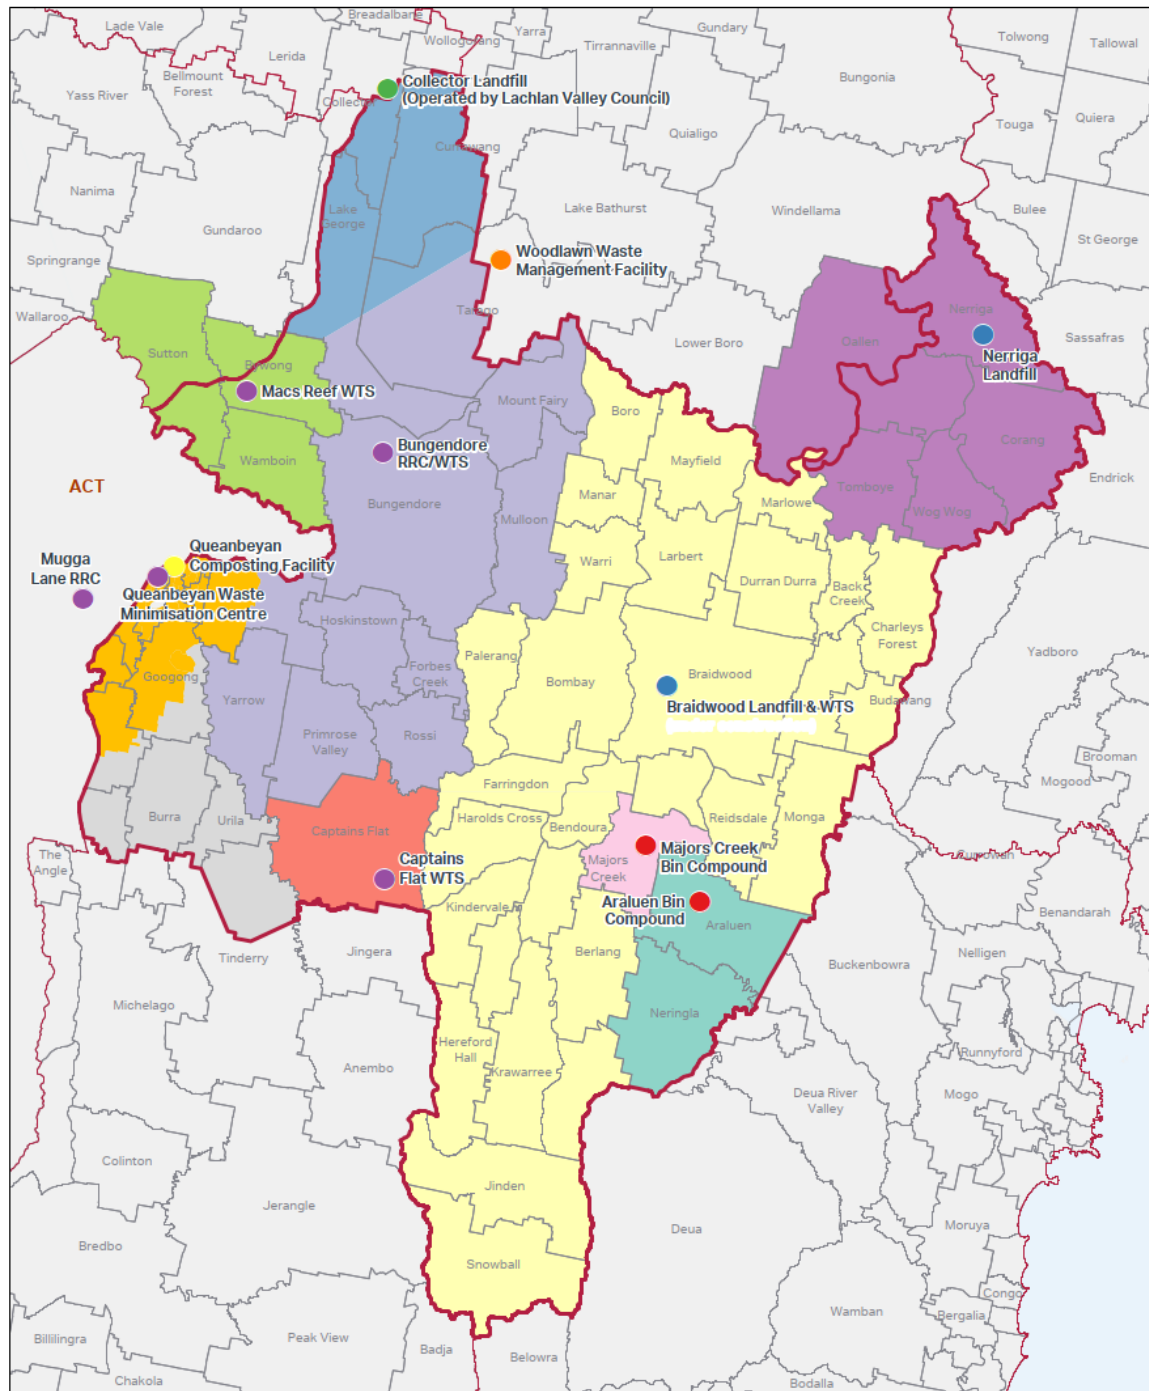 Lade Vale
Breadalbane
Wollogorang
Yarra
Gundary
Tolwong
Tallowal
Lerida
Tirrannaville
Bungonia
Bellmount
Forest
Yass River
Collector
Collector Landfill
(Operated by Lachlan Valley Council)
Touga
Quiera
Quialigo
Currawang
Nanima
Lake
George
Lake Bathurst
Windellama
Bulee
St George
Gundaroo
Springrange
Woodlawn Waste
Management Facility
Wallaroo
Tarago
Nerriga
Lower Boro
Oallen
Sassafras
Nerriga
Landfill
Sutton
Bywong
Macs Reef WTS
Mount Fairy
Boro
Corang
Bungendore
RRC/WTS
Wamboin
Mayfield
Endrick
ACT
Manar
Marlowe
Tomboye
Bungendore
Mulloon
Wog Wog
Mugga
Lane RRC
Queanbeyan
Composting Facility
Warri
Larbert
Durran Durra
Back
Creek
Queanbeyan Waste
Minimisation Centre
Hoskinstown
Charleys
Forest
Yadboro
Palerang
Forbes
Creek
Googong
Bombay
Braidwood
Yarrow
Budawang
Braidwood Landfill & WTS
Primrose
Valley
Rossi
Brooman
Mogood
Farringdon
Burra
Urila
Captains Flat
Harolds Cross
Bendoura
Reidsdale
Monga
The
Angle
Majors
Creek
Majors Creek
Bin Compound
Currowan
Captains
Flat WTS
Araluen Bin
Compound
Kindervale
Araluen
Benandarah
Tinderry
Jingera
Berlang
Buckenbowra
Nelligen
Michelago
Neringla
Hereford
Hall
Runnyford
Anembo
Krawarree
Deua River
Valley
Mogo
Colinton
Jinden
Jerangle
Deua
Moruya
Bredbo
Snowball
Congo
Wamban
Bergalia
Billilingra
Peak View
Badja
Belowra
Chakola
Bodalla